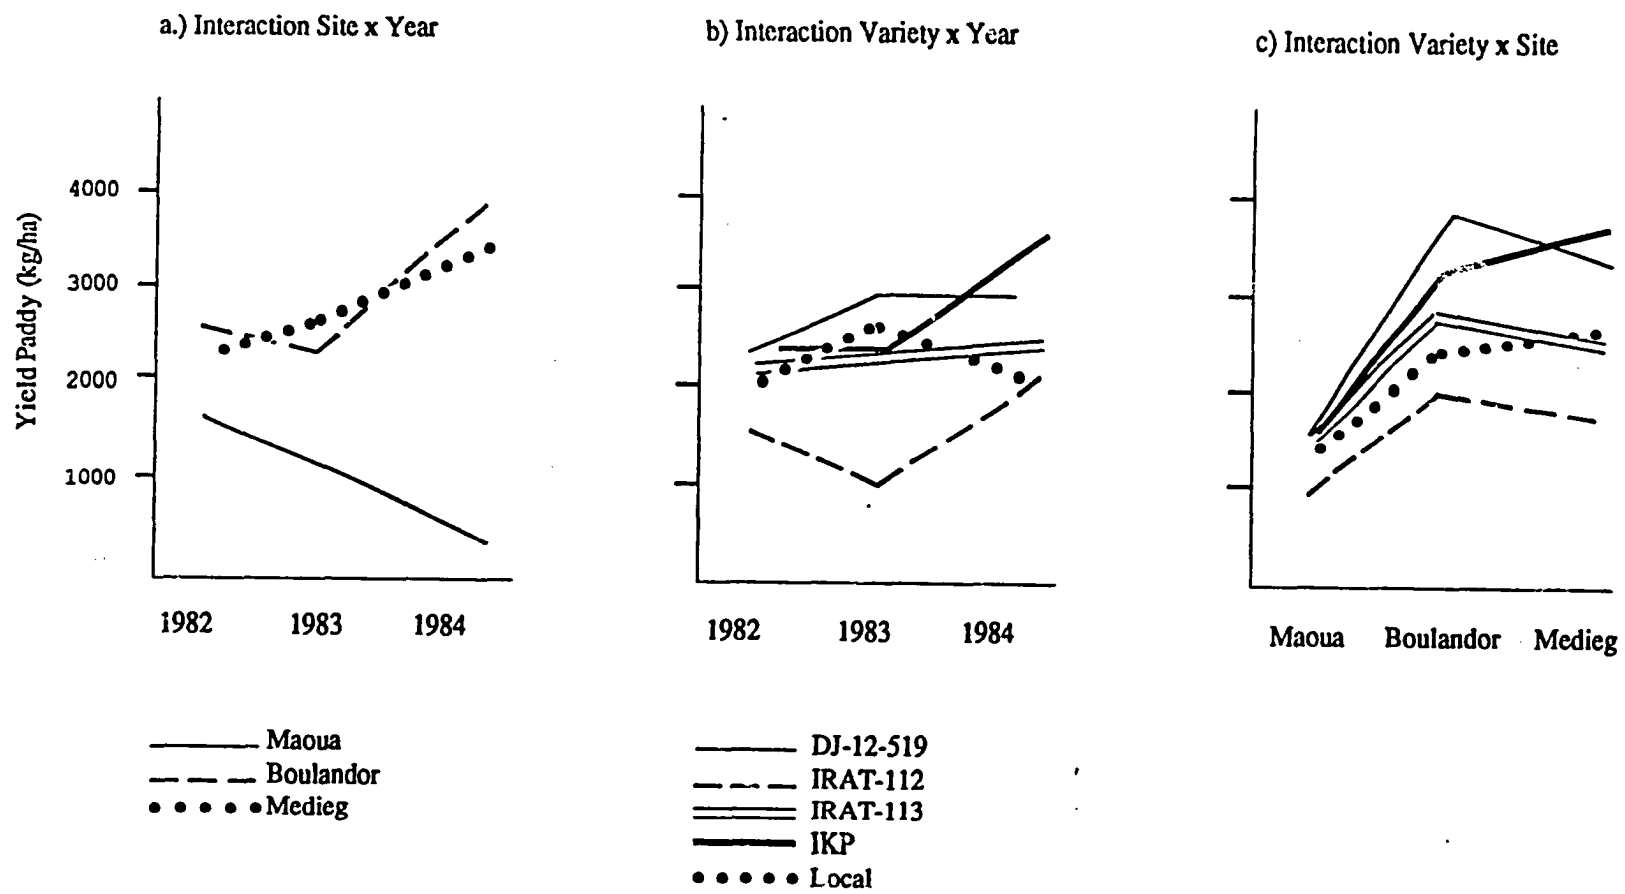 a.) Interaction Site x Year
b) Interaction Variety x Year
c) Interaction Variety x Site
Yield Paddy (kg/ha)
4000
3000
2000
1000
1982 1983 1984
1982 1983 1984
Maoua Boulandor Medieg
Maoua
Boulandor
Medieg
DJ-12-519
IRAT-112
IRAT-113
IKP
Local